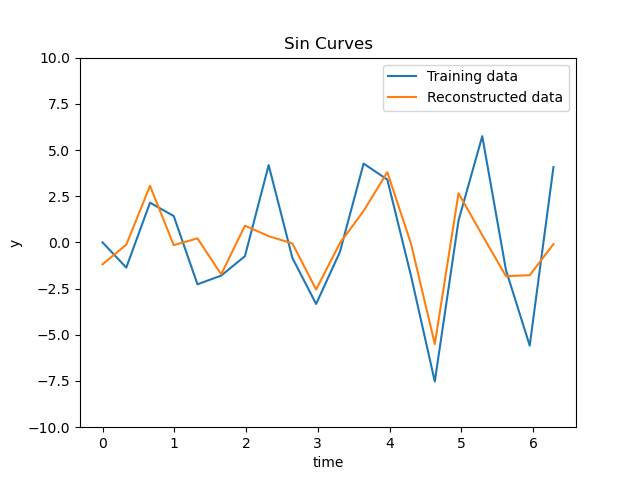 Sin Curves
Training data
Reconstructed data
10.0
7.5
5.0
2.5
0.0
−2.5
−5.0
−7.5
−10.0
y
0 1 2 3 4 5 6
time